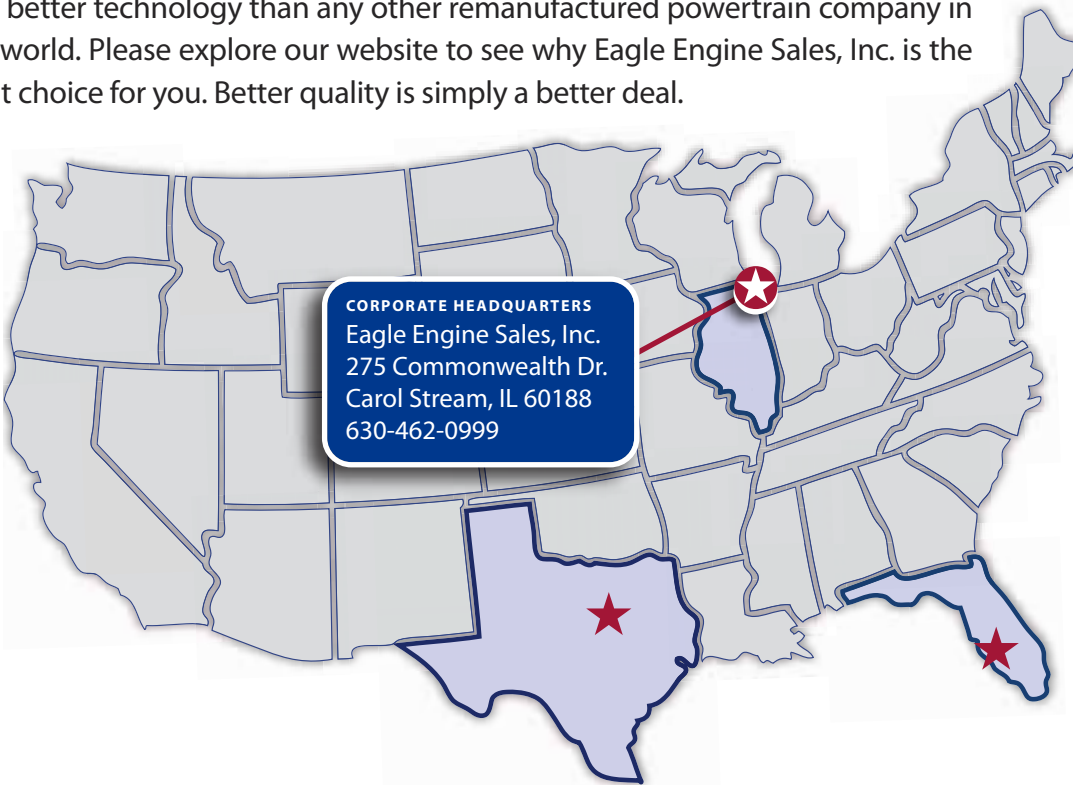 better technology than any other remanufactured powertrain company in
world. Please explore our website to see why Eagle Engine Sales, Inc. is the
t choice for you. Better quality is simply a better deal.
CORPORATE HEADQUARTERS
Eagle Engine Sales, Inc.
275 Commonwealth Dr.
Carol Stream, IL 60188
630-462-0999